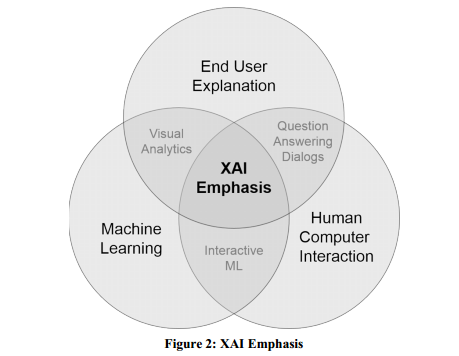 End User
Explanation
Visual
Analytics
Question
Answering
Dialogs
XAI
Emphasis
Machine
Learning
Human
Computer
Interaction
Interactive
ML
Figure 2: XAI Emphasis